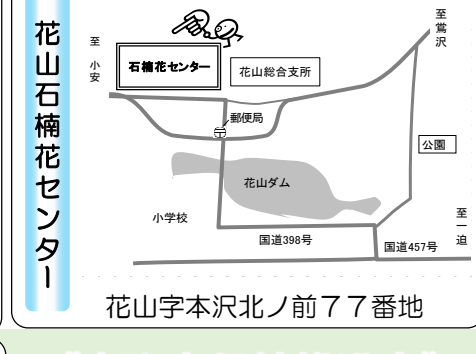 花山石楠花センター
至小安
石楠花センター
花山総合支所
至鶯沢
郵便局
公園
花山ダム
小学校
至一迫
国道398号
国道457号
花山字本沢北ノ前７７番地